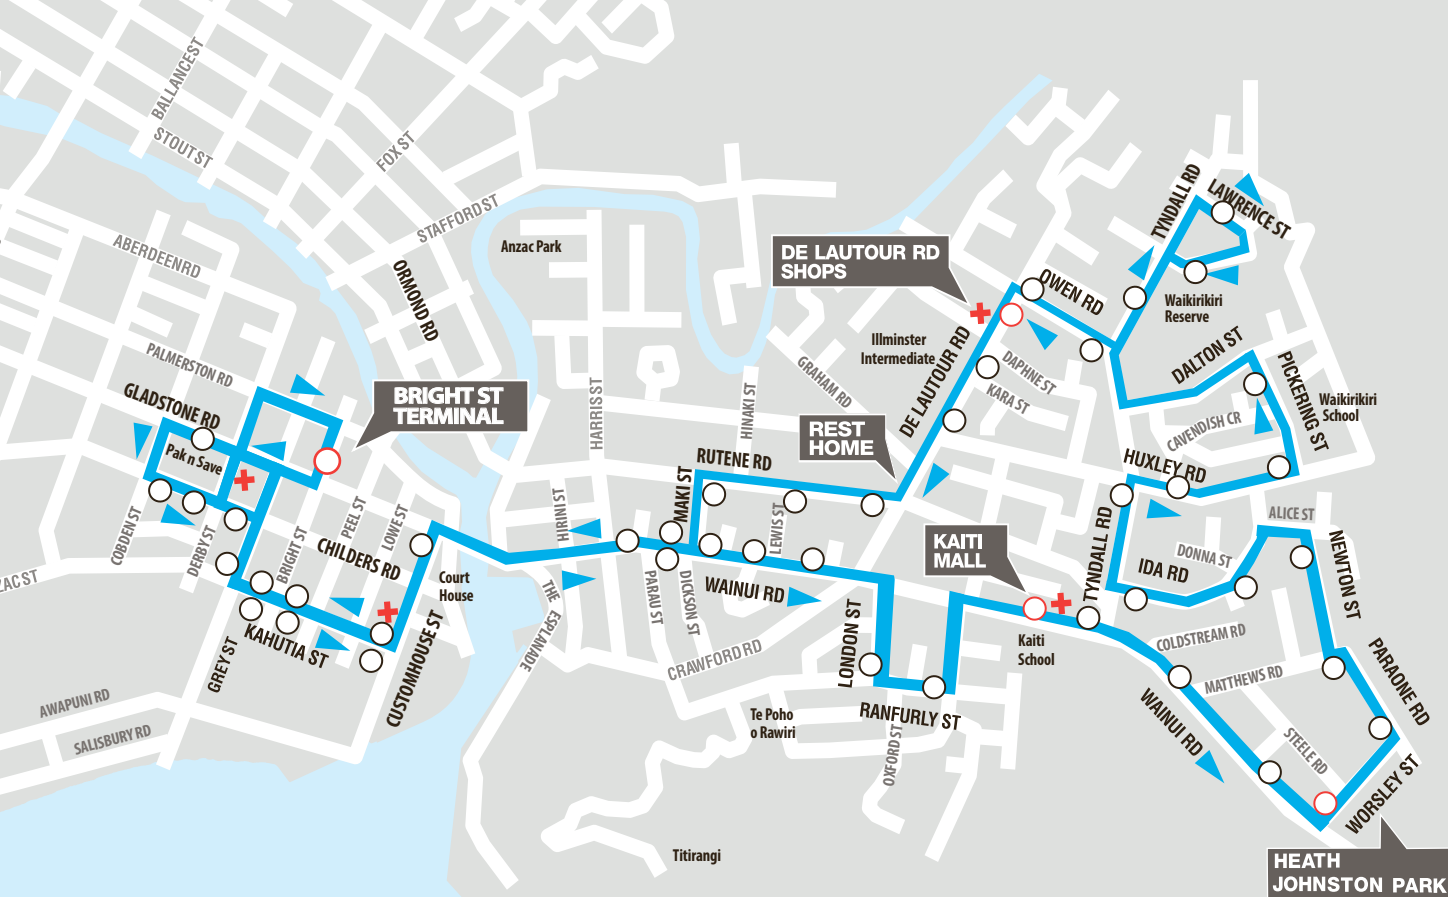 BALLANCE ST
STOUT ST
FOX ST
STAFFORD ST
ABERDEEN RD
ORMOND RD
Anzac Park
TYNDALL RD
LAWRENCE ST
DE LAUTOUR RD
SHOPS
OWEN RD
Waikirikiri
Reserve
PALMERSTON RD
GLADSTONE RD
BRIGHT ST
TERMINAL
Illminster
Intermediate
DE LAUTOUR RD
DAPHNE ST
KARA ST
GRAHAM RD
HINAKI ST
HARRIS ST
DALTON ST
PICKERING ST
Waikirikiri
School
CAVENDISH CR
REST
HOME
Pak n Save
RUTENE RD
MAKI ST
HUXLEY RD
COBDEN ST
DERBY ST
BRIGHT ST
PEEL ST
LOWE ST
CHILDERS RD
HIRINI ST
LEWIS ST
KAITI
MALL
TYNDALL RD
ALICE ST
DONNA ST
IDA RD
NEWTON ST
ZAC ST
Court
House
THE ESPLANADE
PARAU ST
DICKSON ST
WAINUI RD
LONDON ST
CRAWFORD RD
Kaiti
School
COLDSTREAM RD
MATTHEWS RD
PARAONE RD
GREY ST
KAHUTIA ST
CUSTOMHOUSE ST
AWAPUNI RD
SALISBURY RD
Te Poho
o Rawiri
RANFURLY ST
OXFORD ST
WAINUI RD
STEELE RD
WORSLEY ST
Titirangi
HEATH
JOHNSTON PARK